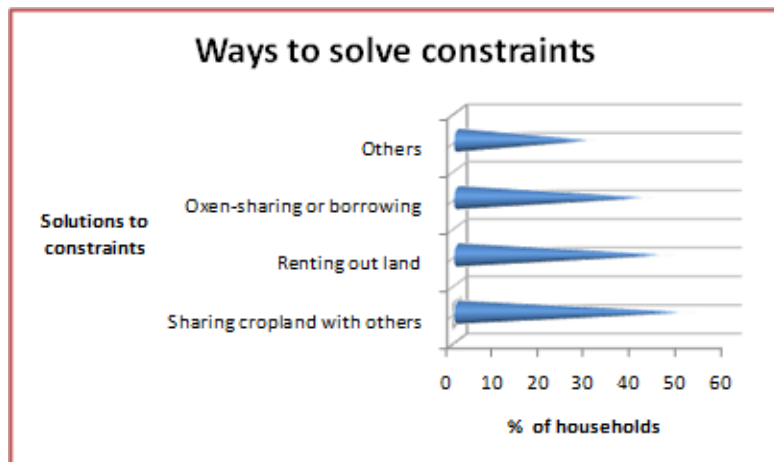 Ways to solve constraints
Others
Oxen-sharing or borrowing
Solutions to
constraints
Renting out land
Sharing cropland with others
0 10 20 30 40 50 60
% of households